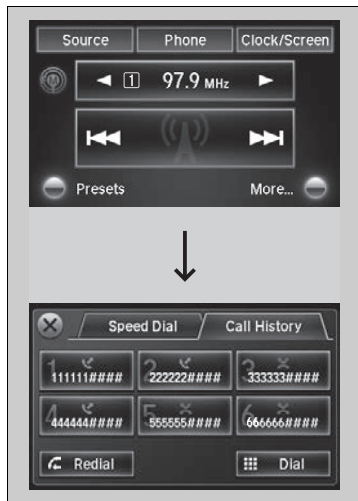 Source Phone Clock/Screen
1 97.9 MHz
Presets More...
Speed Dial Call History
1 2 3
111111#### 222222#### 333333####
4 5 6
444444#### 555555#### 666666####
Redial Dial